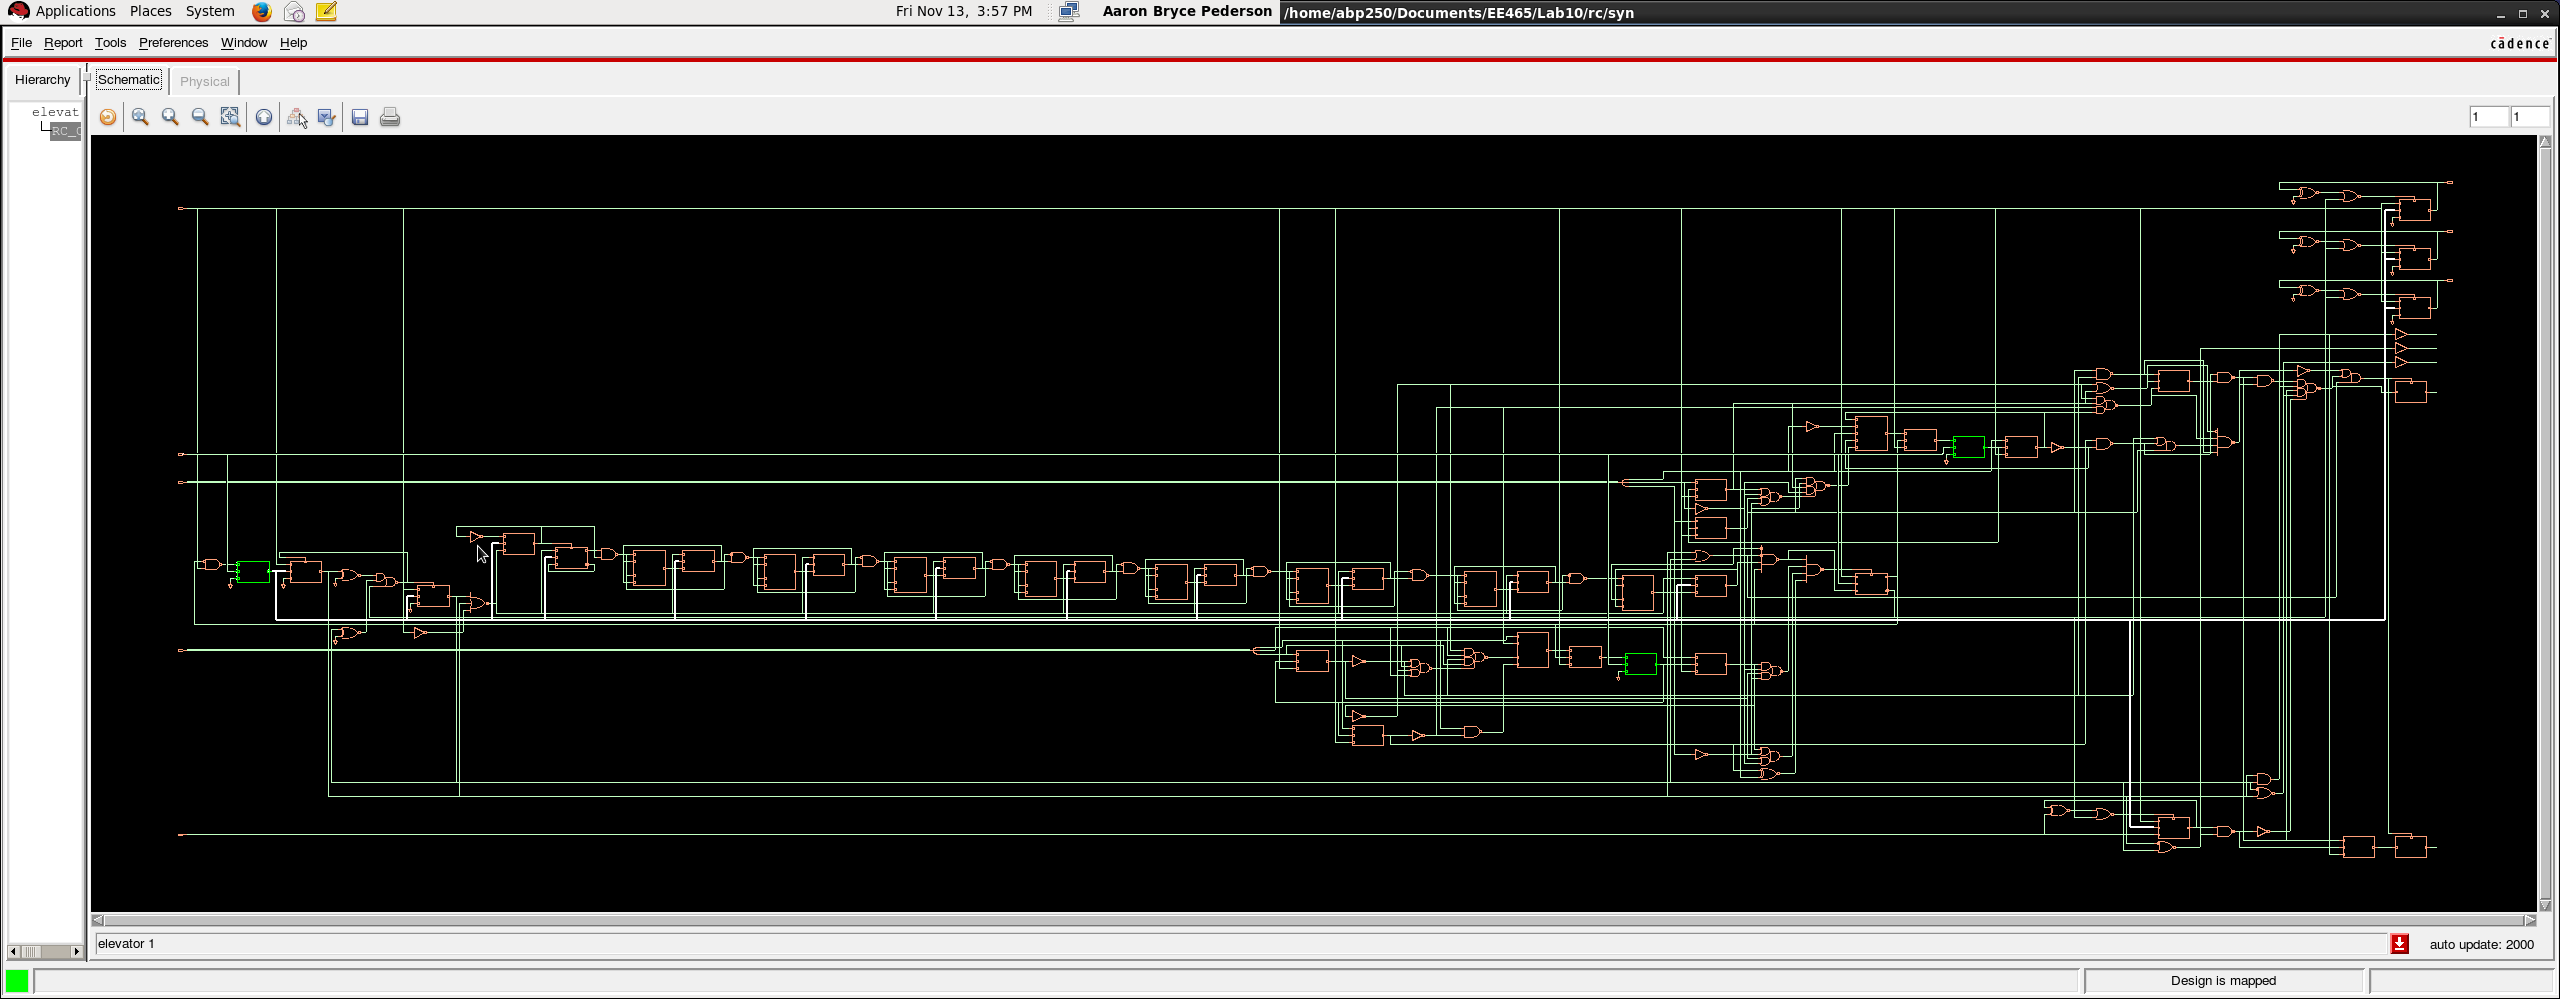 Applications Places System Fri Nov 13, 3:57 PM Aaron Bryce Pederson /home/abp250/Documents/EE465/Lab10/rc/syn
File Report Tools Preferences Window Help cādence
Hierarchy Schematic Physical
elevat
RC_C
1 1
elevator 1 auto update: 2000
Design is mapped